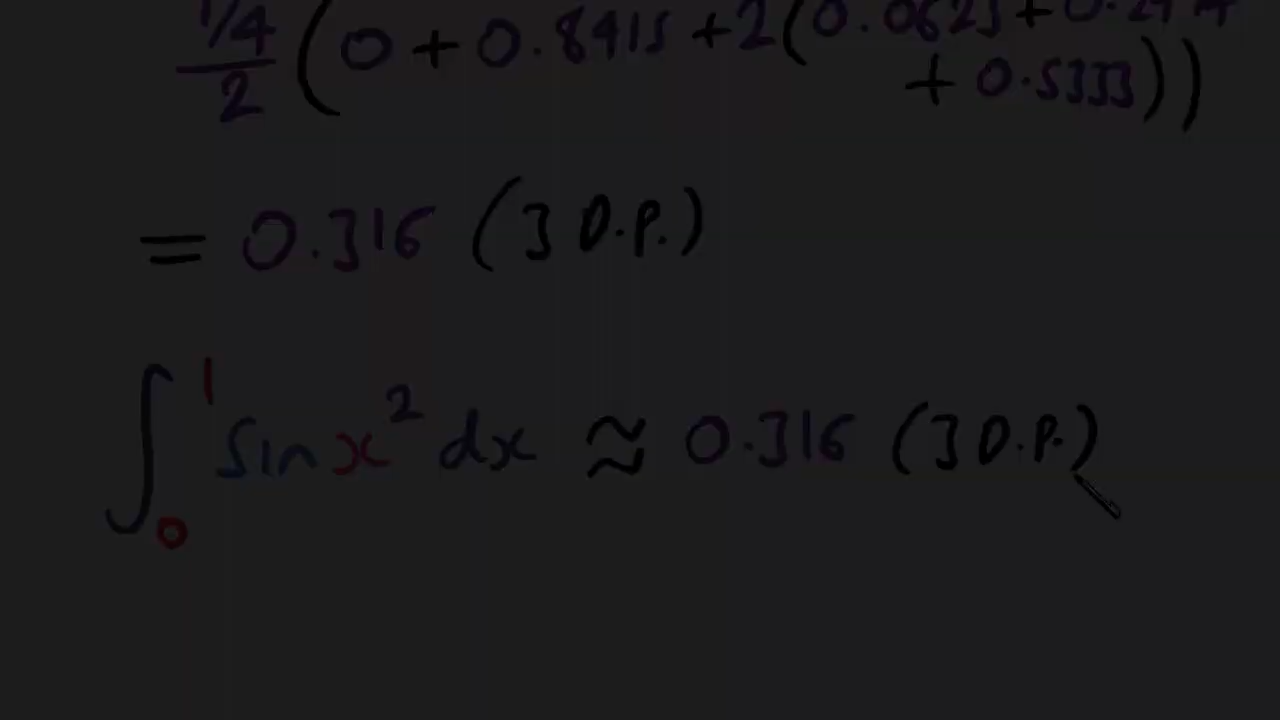 1/4 / 2 (0 + 0.8415 + 2(0.0625 + 0.2474
+ 0.5333))
= 0.316 (3 D.P.)
∫₀¹ sin x² dx ≈ 0.316 (3 D.P.)